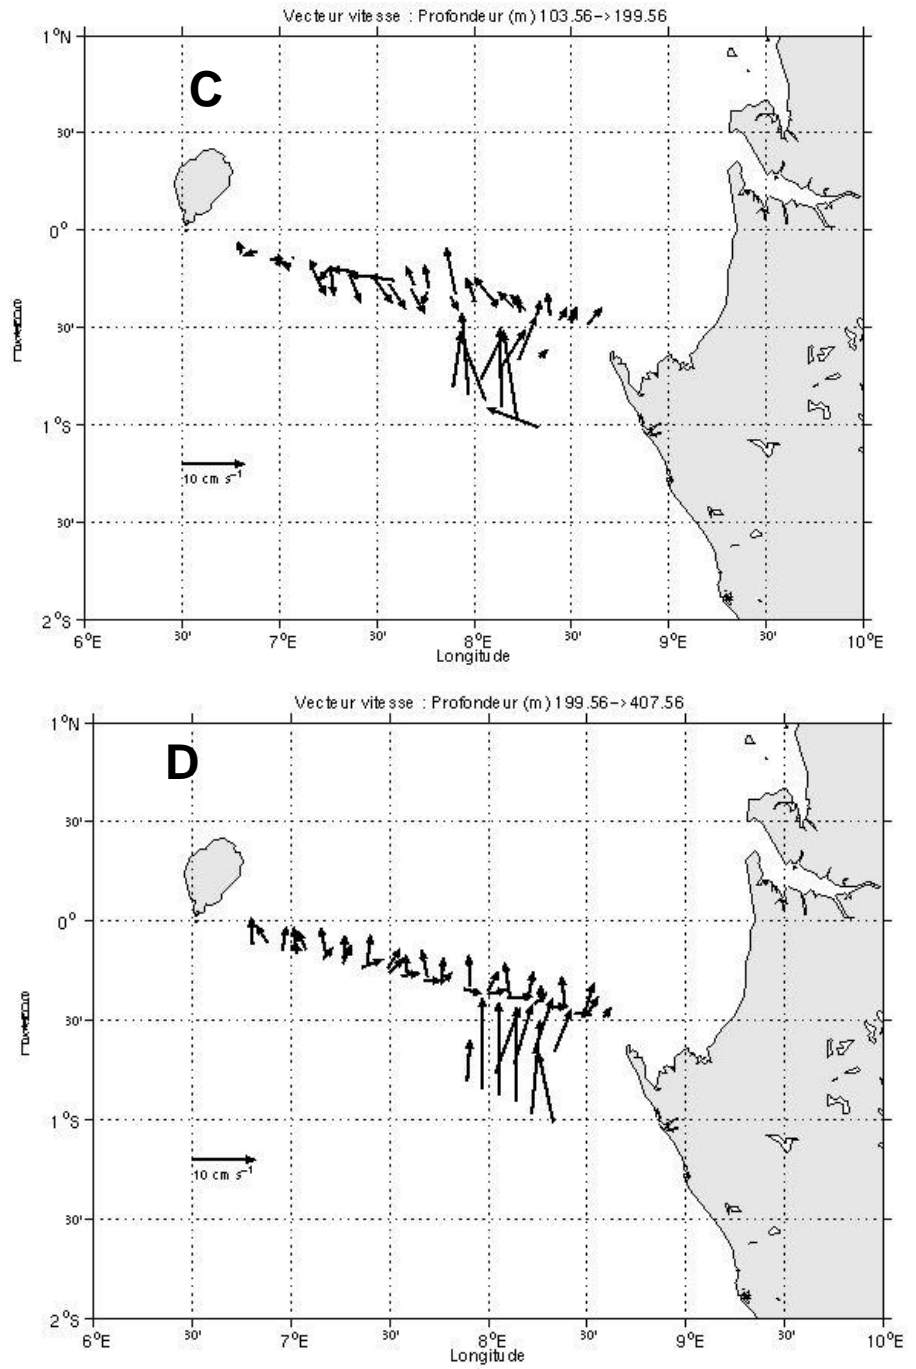 Vecteur vitesse : Profondeur (m) 103.56->199.56
1°N
C
30'
0°
30'
1°S
10 cm s⁻¹
30'
2°S
6°E 30' 7°E 30' 8°E 30' 9°E 30' 10°E
Longitude
Vecteur vitesse : Profondeur (m) 199.56->407.56
1°N
D
30'
0°
30'
1°S
10 cm s⁻¹
30'
2°S
6°E 30' 7°E 30' 8°E 30' 9°E 30' 10°E
Longitude